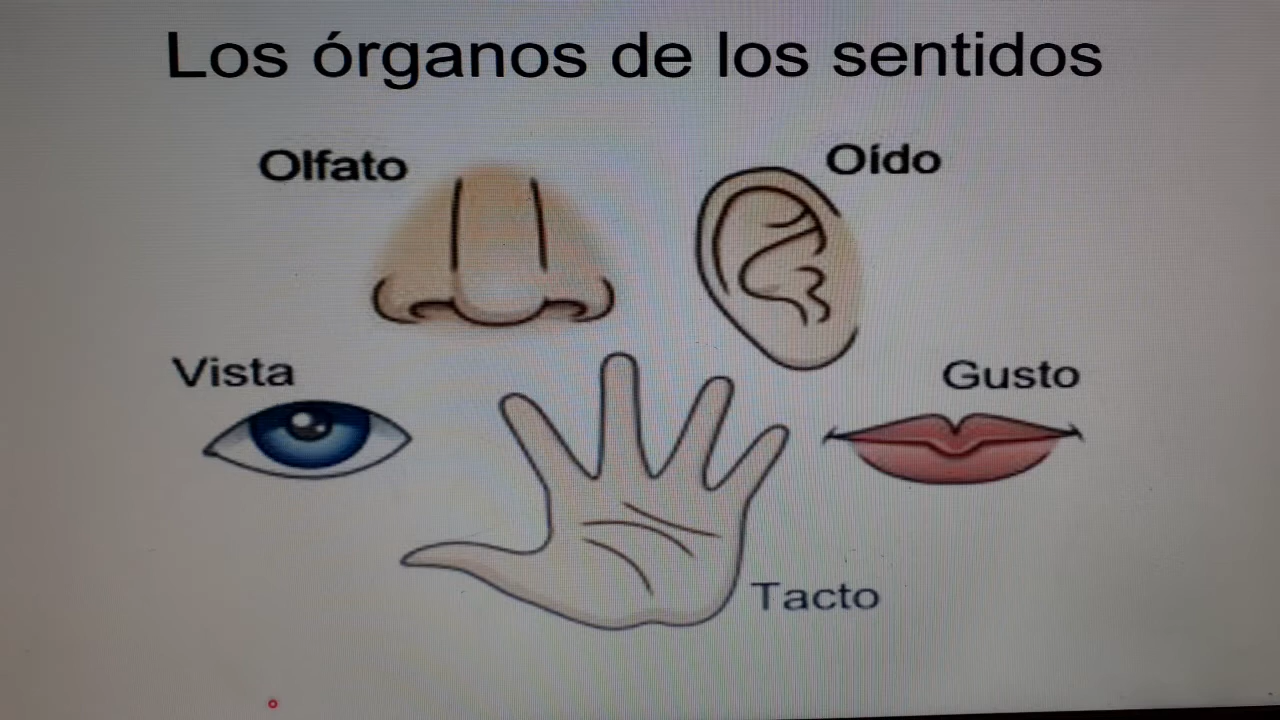 Los órganos de los sentidos
Olfato
Oído
Vista
Gusto
Tacto